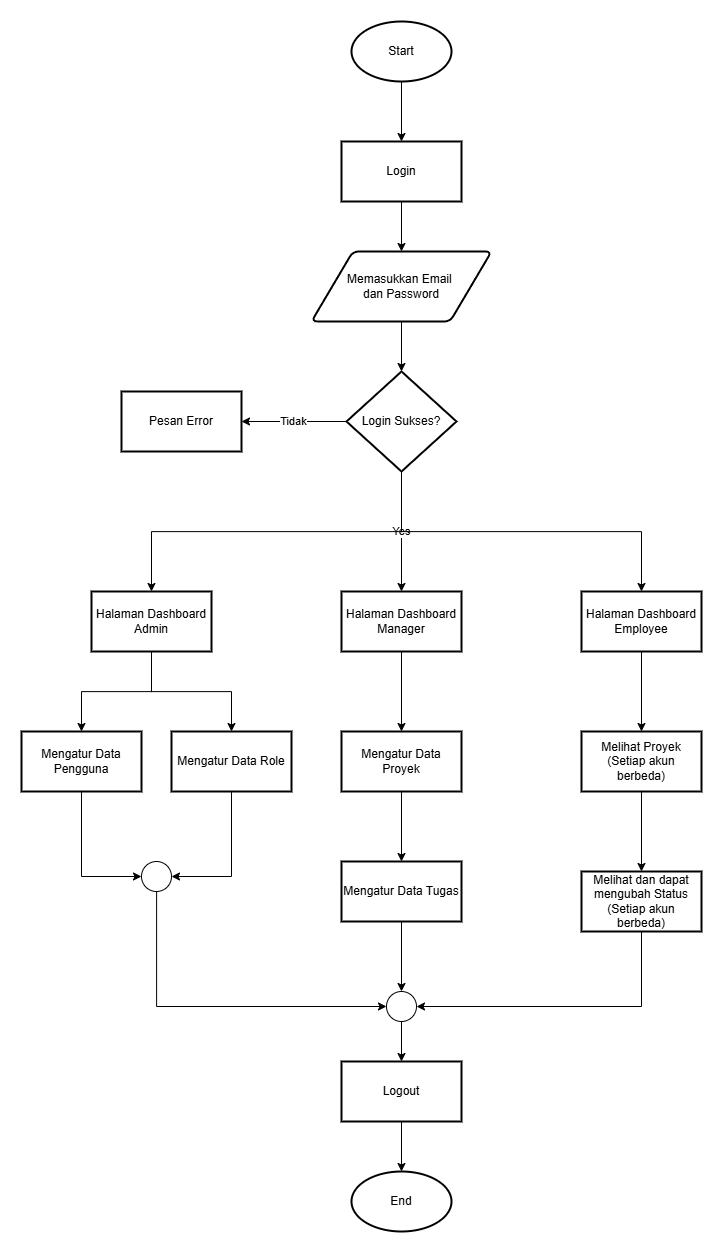 Start
Login
Memasukkan Email
dan Password
Login Sukses?
Tidak
Pesan Error
Yes
Halaman Dashboard
Admin
Halaman Dashboard
Manager
Halaman Dashboard
Employee
Mengatur Data
Pengguna
Mengatur Data Role
Mengatur Data
Proyek
Melihat Proyek
(Setiap akun
berbeda)
Mengatur Data Tugas
Melihat dan dapat
mengubah Status
(Setiap akun
berbeda)
Logout
End